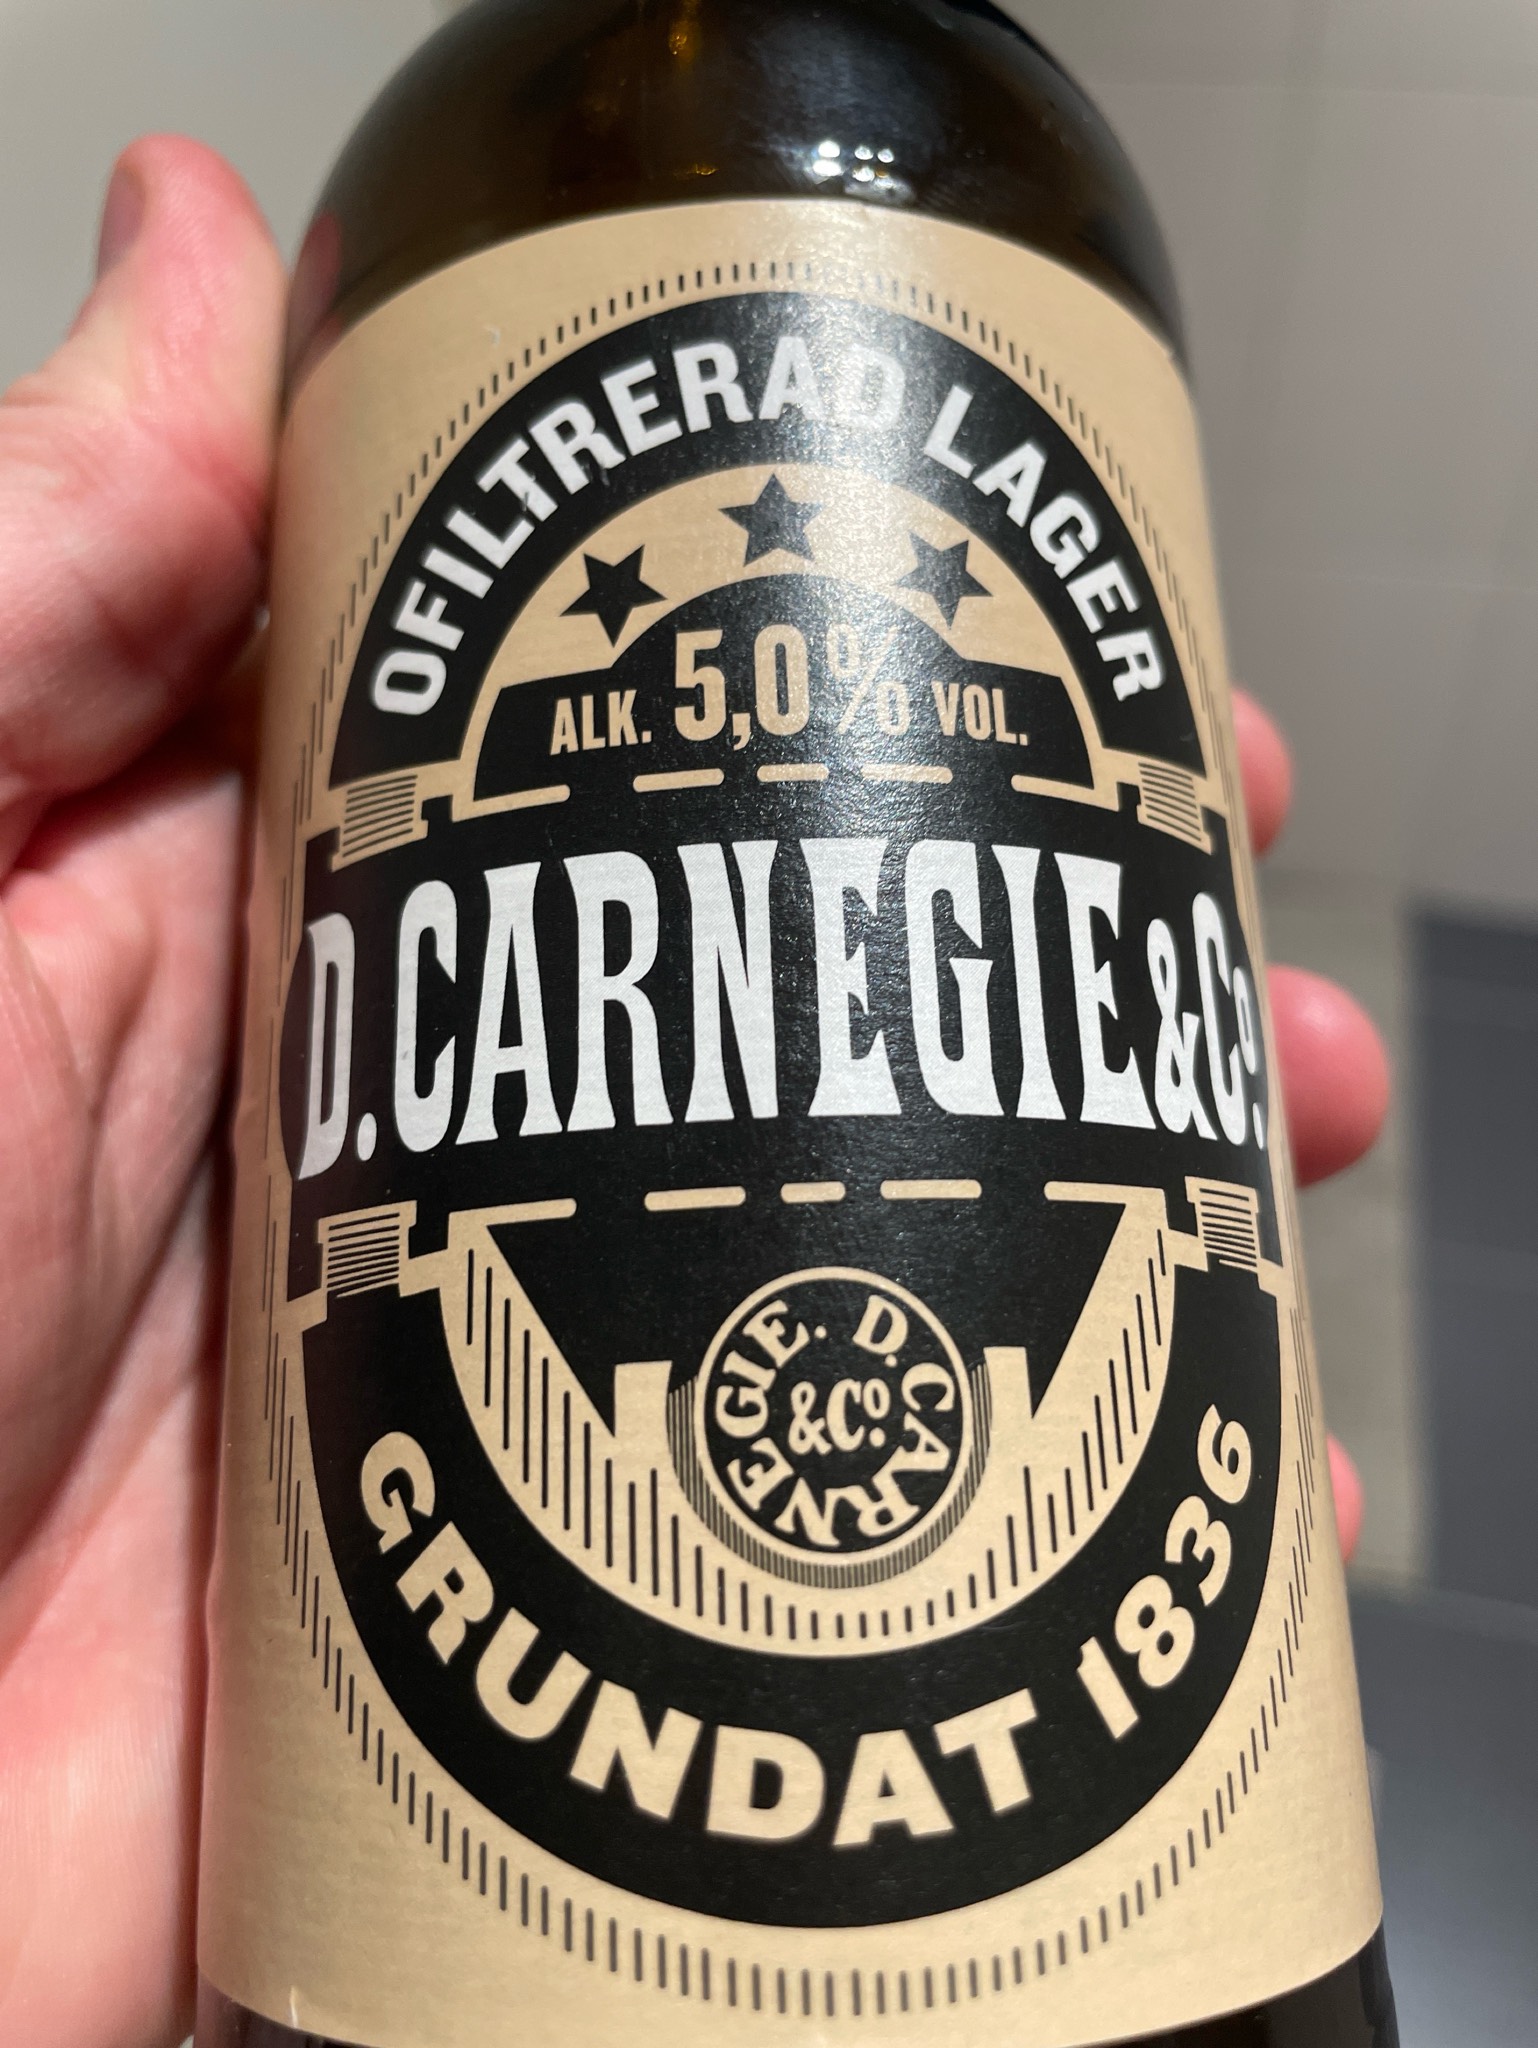 OFILTRERAD LAGER
ALK. 5,0% VOL.
D. CARNEGIE & Co.
D. CARNEGIE.
& Co.
GRUNDAT 1836